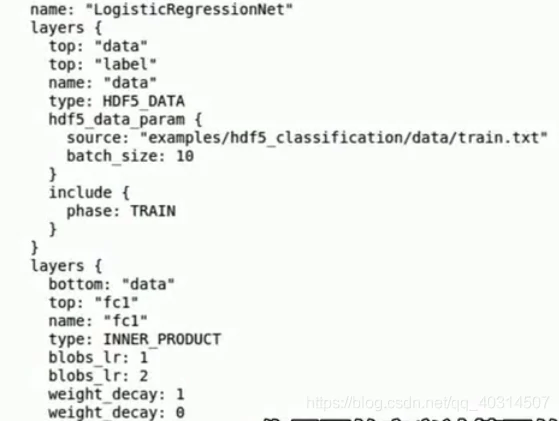 name: "LogisticRegressionNet"
layers {
  top: "data"
  top: "label"
  name: "data"
  type: HDF5_DATA
  hdf5_data_param {
    source: "examples/hdf5_classification/data/train.txt"
    batch_size: 10
  }
  include {
    phase: TRAIN
  }
}
layers {
  bottom: "data"
  top: "fc1"
  name: "fc1"
  type: INNER_PRODUCT
  blobs_lr: 1
  blobs_lr: 2
  weight_decay: 1
  weight_decay: 0
https://blog.csdn.net/qq_40314507